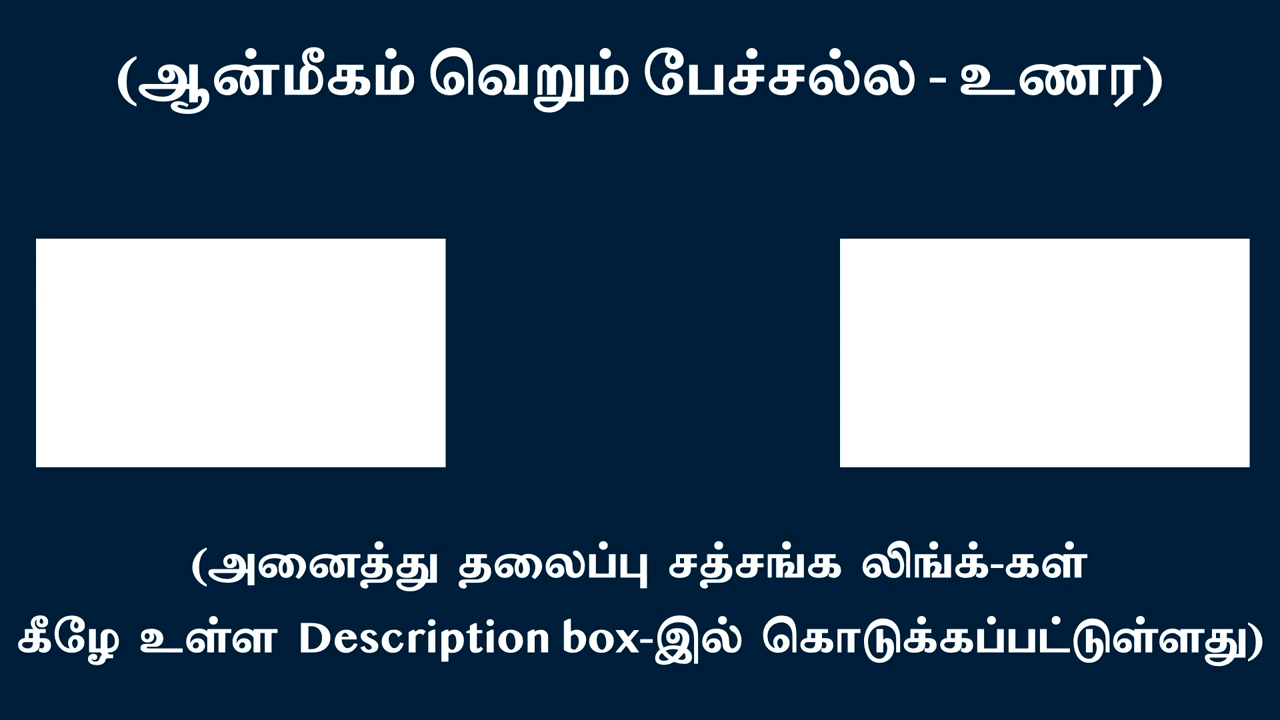 (ஆன்மீகம் வெறும் பேச்சல்ல - உணர)
(அனைத்து தலைப்பு சத்சங்க லிங்க்-கள்
கீழே உள்ள Description box-இல் கொடுக்கப்பட்டுள்ளது)